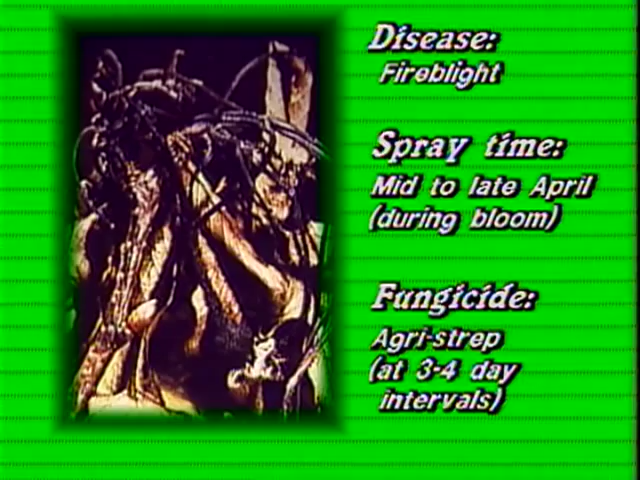 Disease:
Fireblight
Spray time:
Mid to late April
(during bloom)
Fungicide:
Agri-strep
(at 3-4 day
intervals)